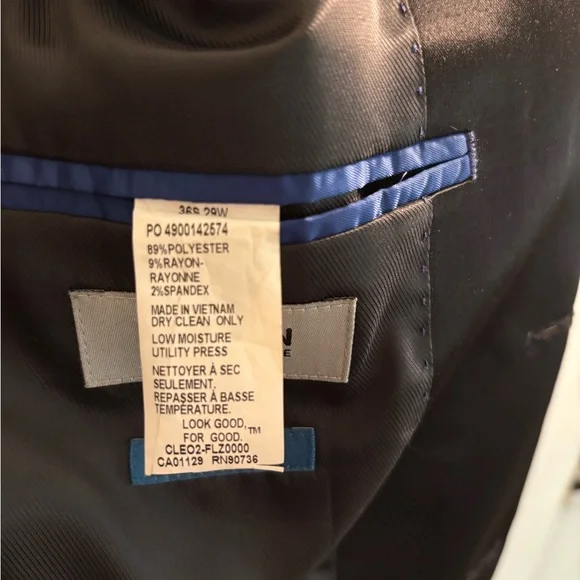 36S 29W
PO 4900142574
89%POLYESTER
9%RAYON-
RAYONNE
2%SPANDEX
MADE IN VIETNAM
DRY CLEAN ONLY
LOW MOISTURE
UTILITY PRESS
NETTOYER À SEC
SEULEMENT.
REPASSER À BASSE
TEMPÉRATURE.
LOOK GOOD,
FOR GOOD.™
CLEO2-FLZ0000
CA01129 RN90736
N
E